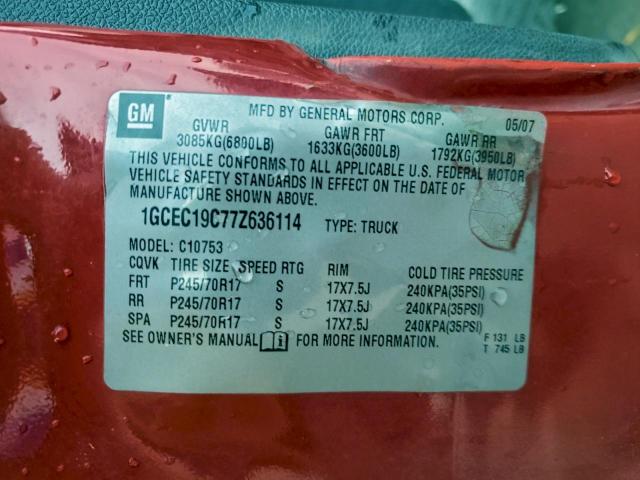 GM
MFD BY GENERAL MOTORS CORP. 05/07
GVWR GAWR FRT GAWR RR
3085KG(6800LB) 1633KG(3600LB) 1792KG(3950LB)
THIS VEHICLE CONFORMS TO ALL APPLICABLE U.S. FEDERAL MOTOR
VEHICLE SAFETY STANDARDS IN EFFECT ON THE DATE OF
MANUFACTURE SHOWN ABOVE.
1GCEC19C77Z636114 TYPE: TRUCK
MODEL: C10753
CQVK TIRE SIZE SPEED RTG RIM COLD TIRE PRESSURE
FRT P245/70R17 S 17X7.5J 240KPA(35PSI)
RR P245/70R17 S 17X7.5J 240KPA(35PSI)
SPA P245/70R17 S 17X7.5J 240KPA(35PSI)
SEE OWNER'S MANUAL FOR MORE INFORMATION. F 131 LB
T 745 LB